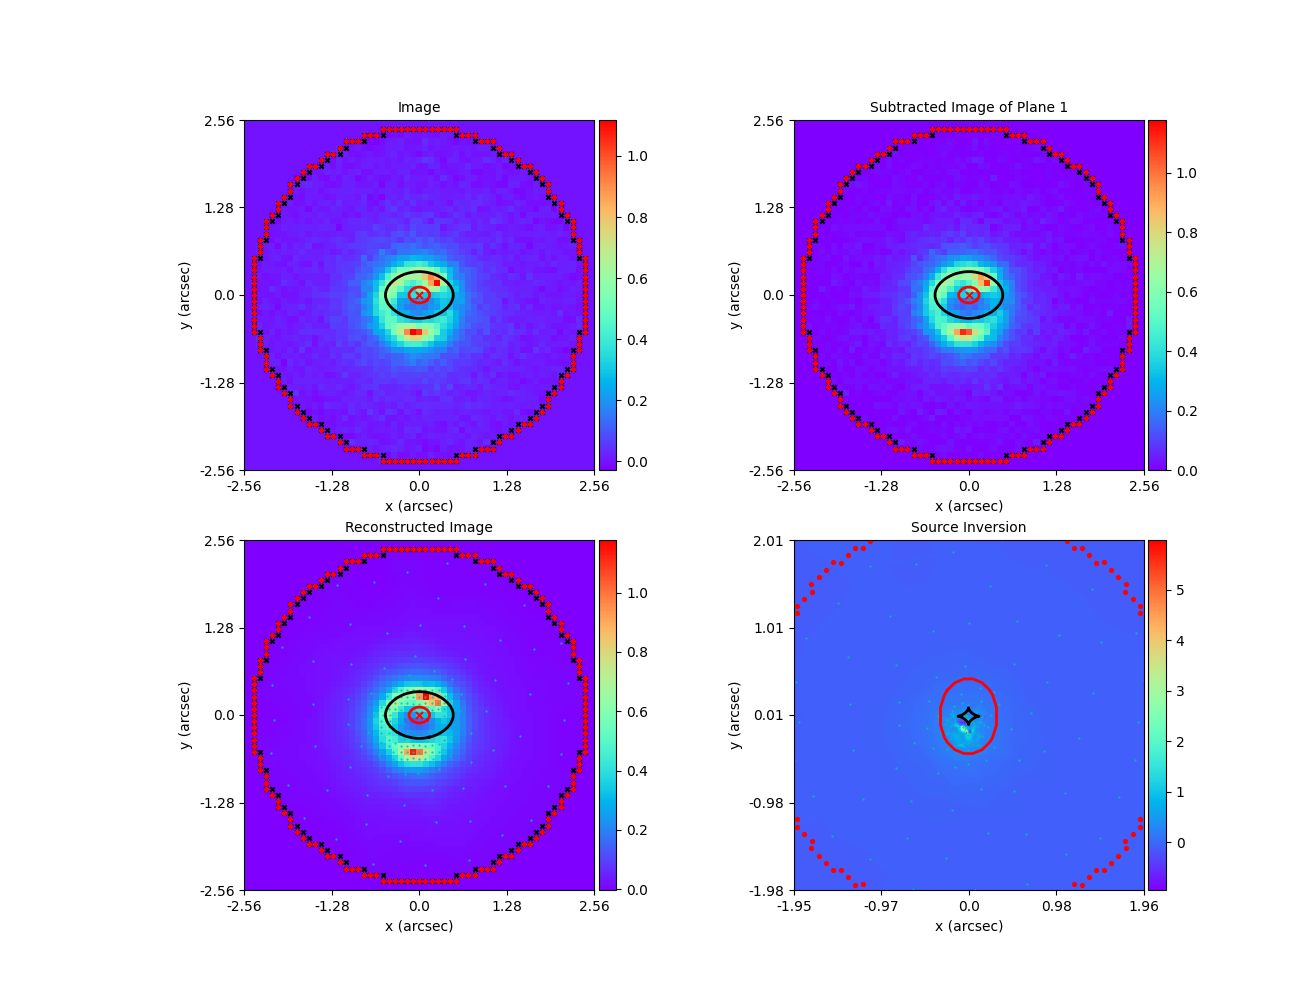 Image
2.56
1.28
0.0
-1.28
-2.56
y (arcsec)
-2.56 -1.28 0.0 1.28 2.56
x (arcsec)
1.0
0.8
0.6
0.4
0.2
0.0
Subtracted Image of Plane 1
2.56
1.28
0.0
-1.28
-2.56
y (arcsec)
-2.56 -1.28 0.0 1.28 2.56
x (arcsec)
1.0
0.8
0.6
0.4
0.2
0.0
Reconstructed Image
2.56
1.28
0.0
-1.28
-2.56
y (arcsec)
-2.56 -1.28 0.0 1.28 2.56
x (arcsec)
1.0
0.8
0.6
0.4
0.2
0.0
Source Inversion
2.01
1.01
0.01
-0.98
-1.98
y (arcsec)
-1.95 -0.97 0.0 0.98 1.96
x (arcsec)
5
4
3
2
1
0